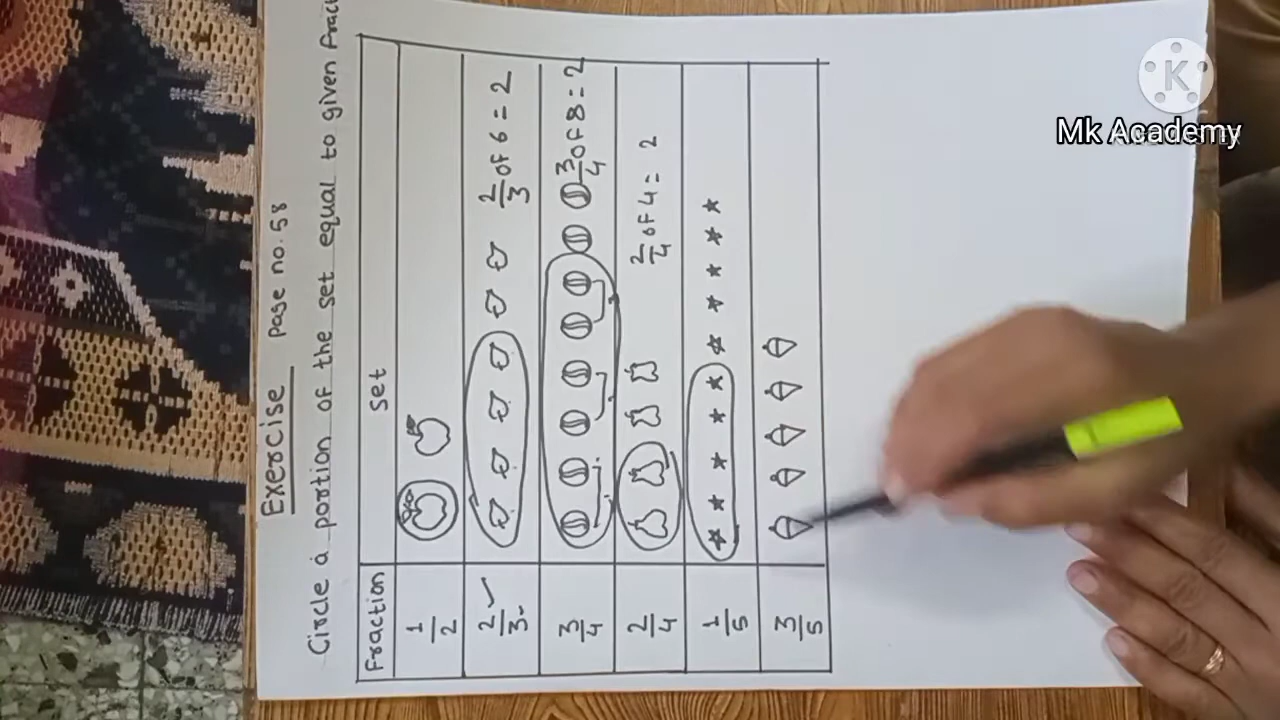 Exercise Page no. 58
Circle a portion of the set equal to given fract
Fraction Set
1/2
2/3 2/3 of 6 = 2
3/4 3/4 of 8 = 2
2/4 2/4 of 4 = 2
1/5
3/5
K
Mk Academy